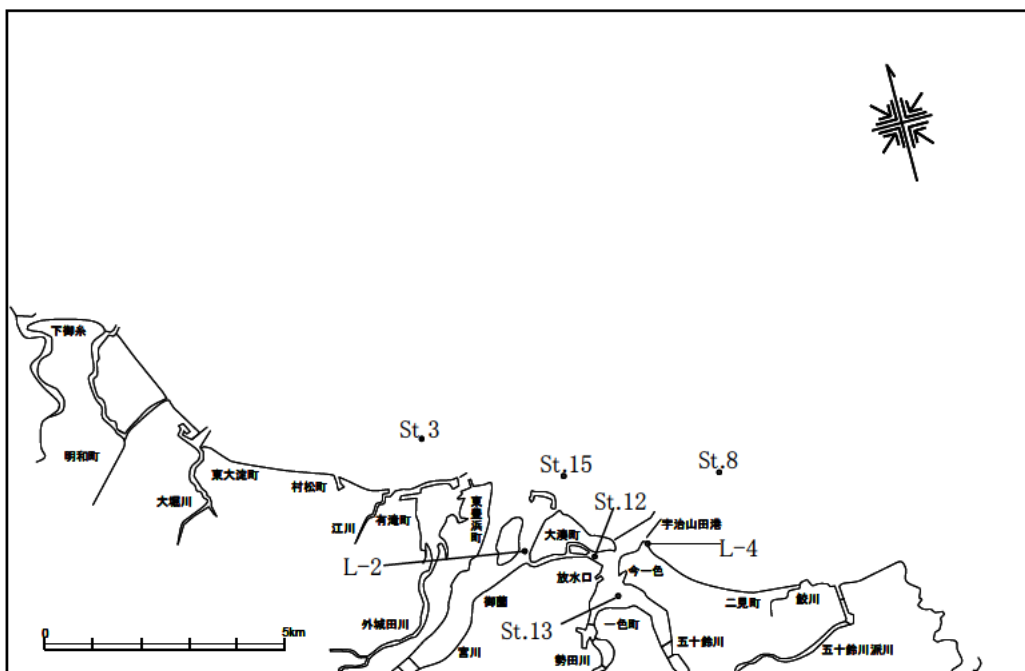 下御糸
明和町
大堀川
東大淀町
村松町
江川
有滝町
St.3
東豊浜町
St.15
St.8
St.12
大湊町
宇治山田港
L-2
L-4
放水口
今一色
外城田川
御薗
St.13
一色町
二見町
鮫川
宮川
勢田川
五十鈴川
五十鈴川派川
0
5km